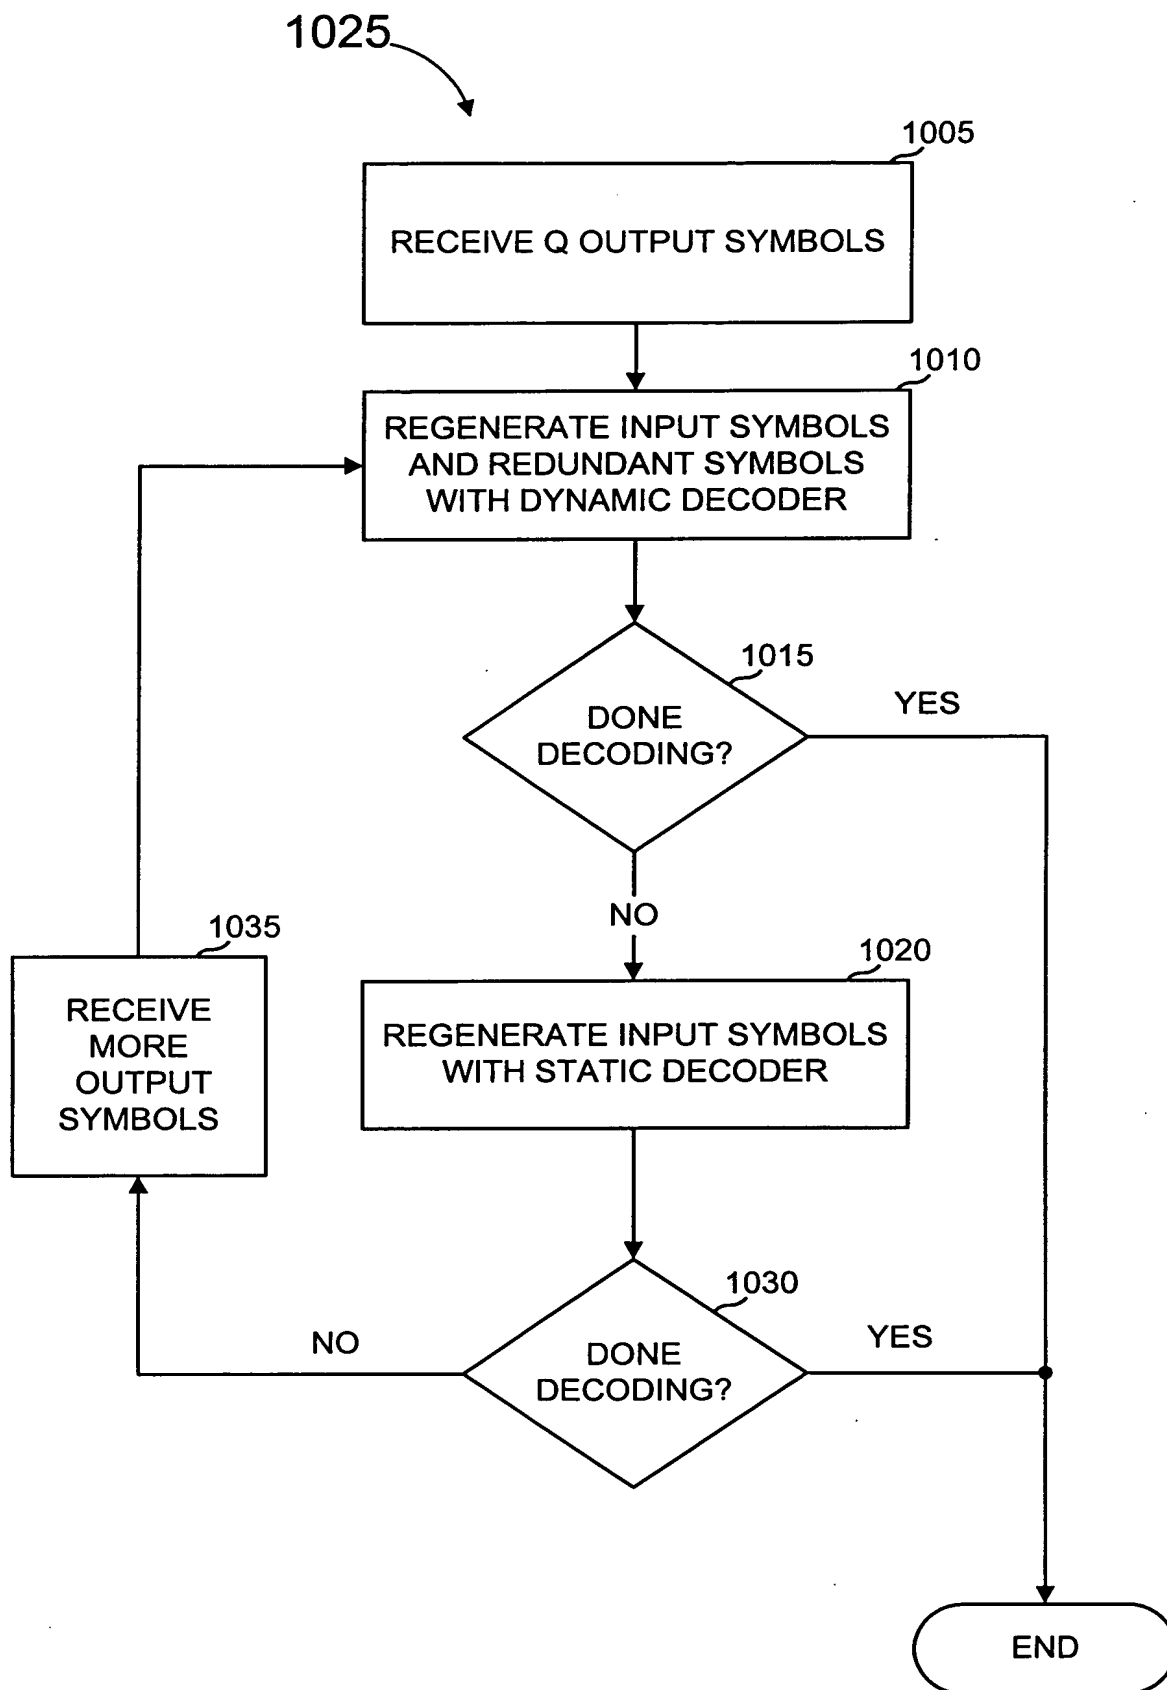 1025
1005
RECEIVE Q OUTPUT SYMBOLS
1010
REGENERATE INPUT SYMBOLS
AND REDUNDANT SYMBOLS
WITH DYNAMIC DECODER
1015
DONE
DECODING?
YES
NO
1035
RECEIVE
MORE
OUTPUT
SYMBOLS
1020
REGENERATE INPUT SYMBOLS
WITH STATIC DECODER
1030
DONE
DECODING?
NO
YES
END